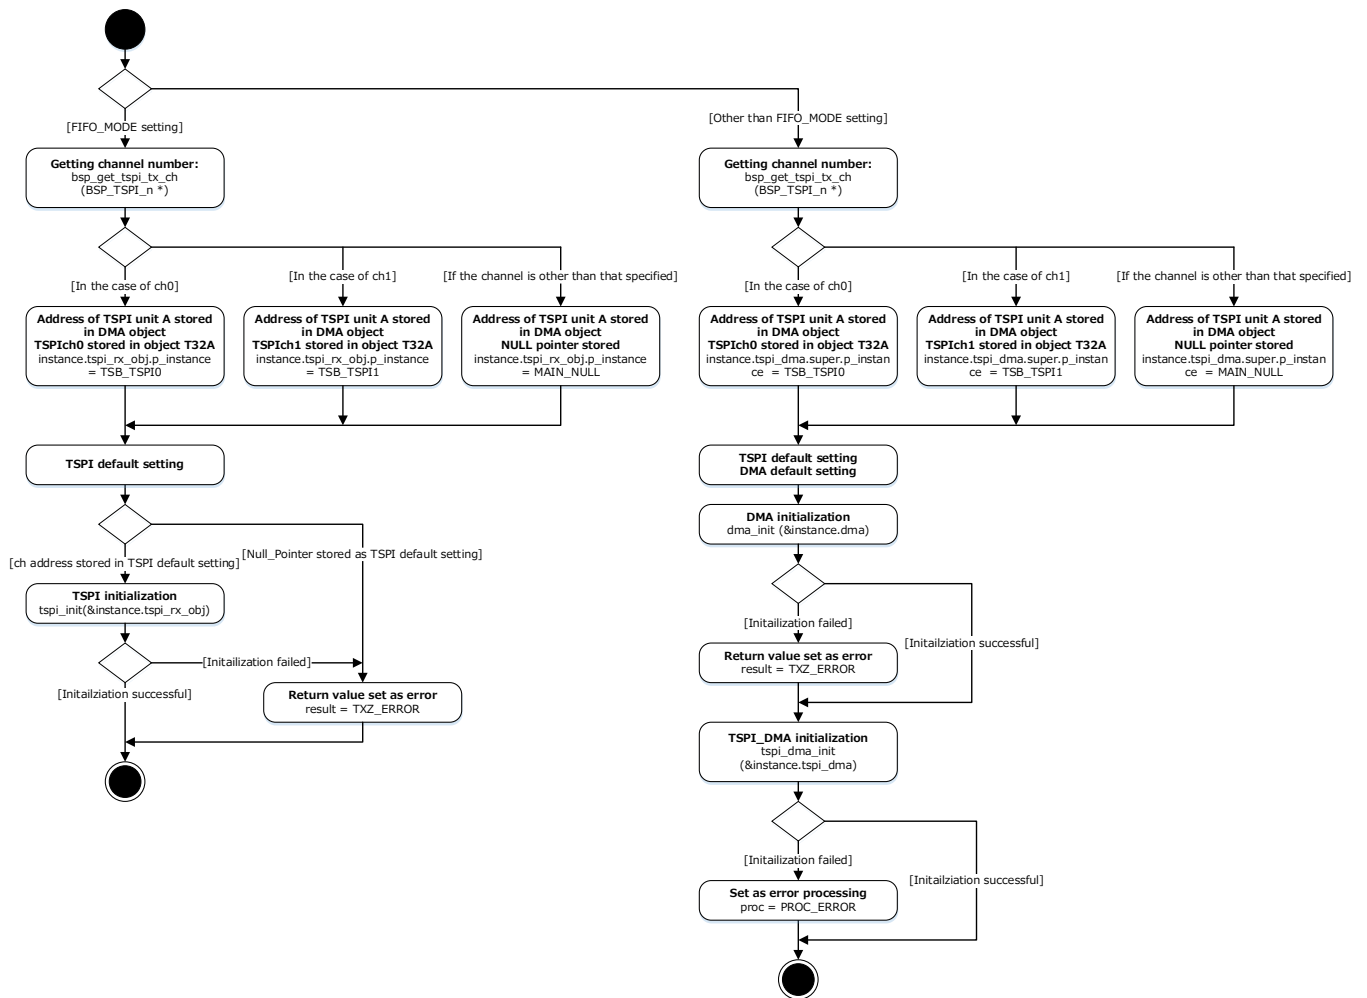 [FIFO_MODE setting]
[Other than FIFO_MODE setting]
Getting channel number:
bsp_get_tspi_tx_ch
(BSP_TSPI_n *)
Getting channel number:
bsp_get_tspi_tx_ch
(BSP_TSPI_n *)
[In the case of ch0]
[In the case of ch1]
[If the channel is other than that specified]
[In the case of ch0]
[In the case of ch1]
[If the channel is other than that specified]
Address of TSPI unit A stored
in DMA object
TSPIch0 stored in object T32A
instance.tspi_rx_obj.p_instance
= TSB_TSPI0
Address of TSPI unit A stored
in DMA object
TSPIch1 stored in object T32A
instance.tspi_rx_obj.p_instance
= TSB_TSPI1
Address of TSPI unit A stored
in DMA object
NULL pointer stored
instance.tspi_rx_obj.p_instance
= MAIN_NULL
Address of TSPI unit A stored
in DMA object
TSPIch0 stored in object T32A
instance.tspi_dma.super.p_instan
ce = TSB_TSPI0
Address of TSPI unit A stored
in DMA object
TSPIch1 stored in object T32A
instance.tspi_dma.super.p_instan
ce = TSB_TSPI1
Address of TSPI unit A stored
in DMA object
NULL pointer stored
instance.tspi_dma.super.p_instan
ce = MAIN_NULL
TSPI default setting
[ch address stored in TSPI default setting]
[Null_Pointer stored as TSPI default setting]
TSPI initialization
tspi_init(&instance.tspi_rx_obj)
[Initailization failed]
[Initailziation successful]
Return value set as error
result = TXZ_ERROR
TSPI default setting
DMA default setting
DMA initialization
dma_init (&instance.dma)
[Initailization failed]
[Initailziation successful]
Return value set as error
result = TXZ_ERROR
TSPI_DMA initialization
tspi_dma_init
(&instance.tspi_dma)
[Initailization failed]
[Initailziation successful]
Set as error processing
proc = PROC_ERROR